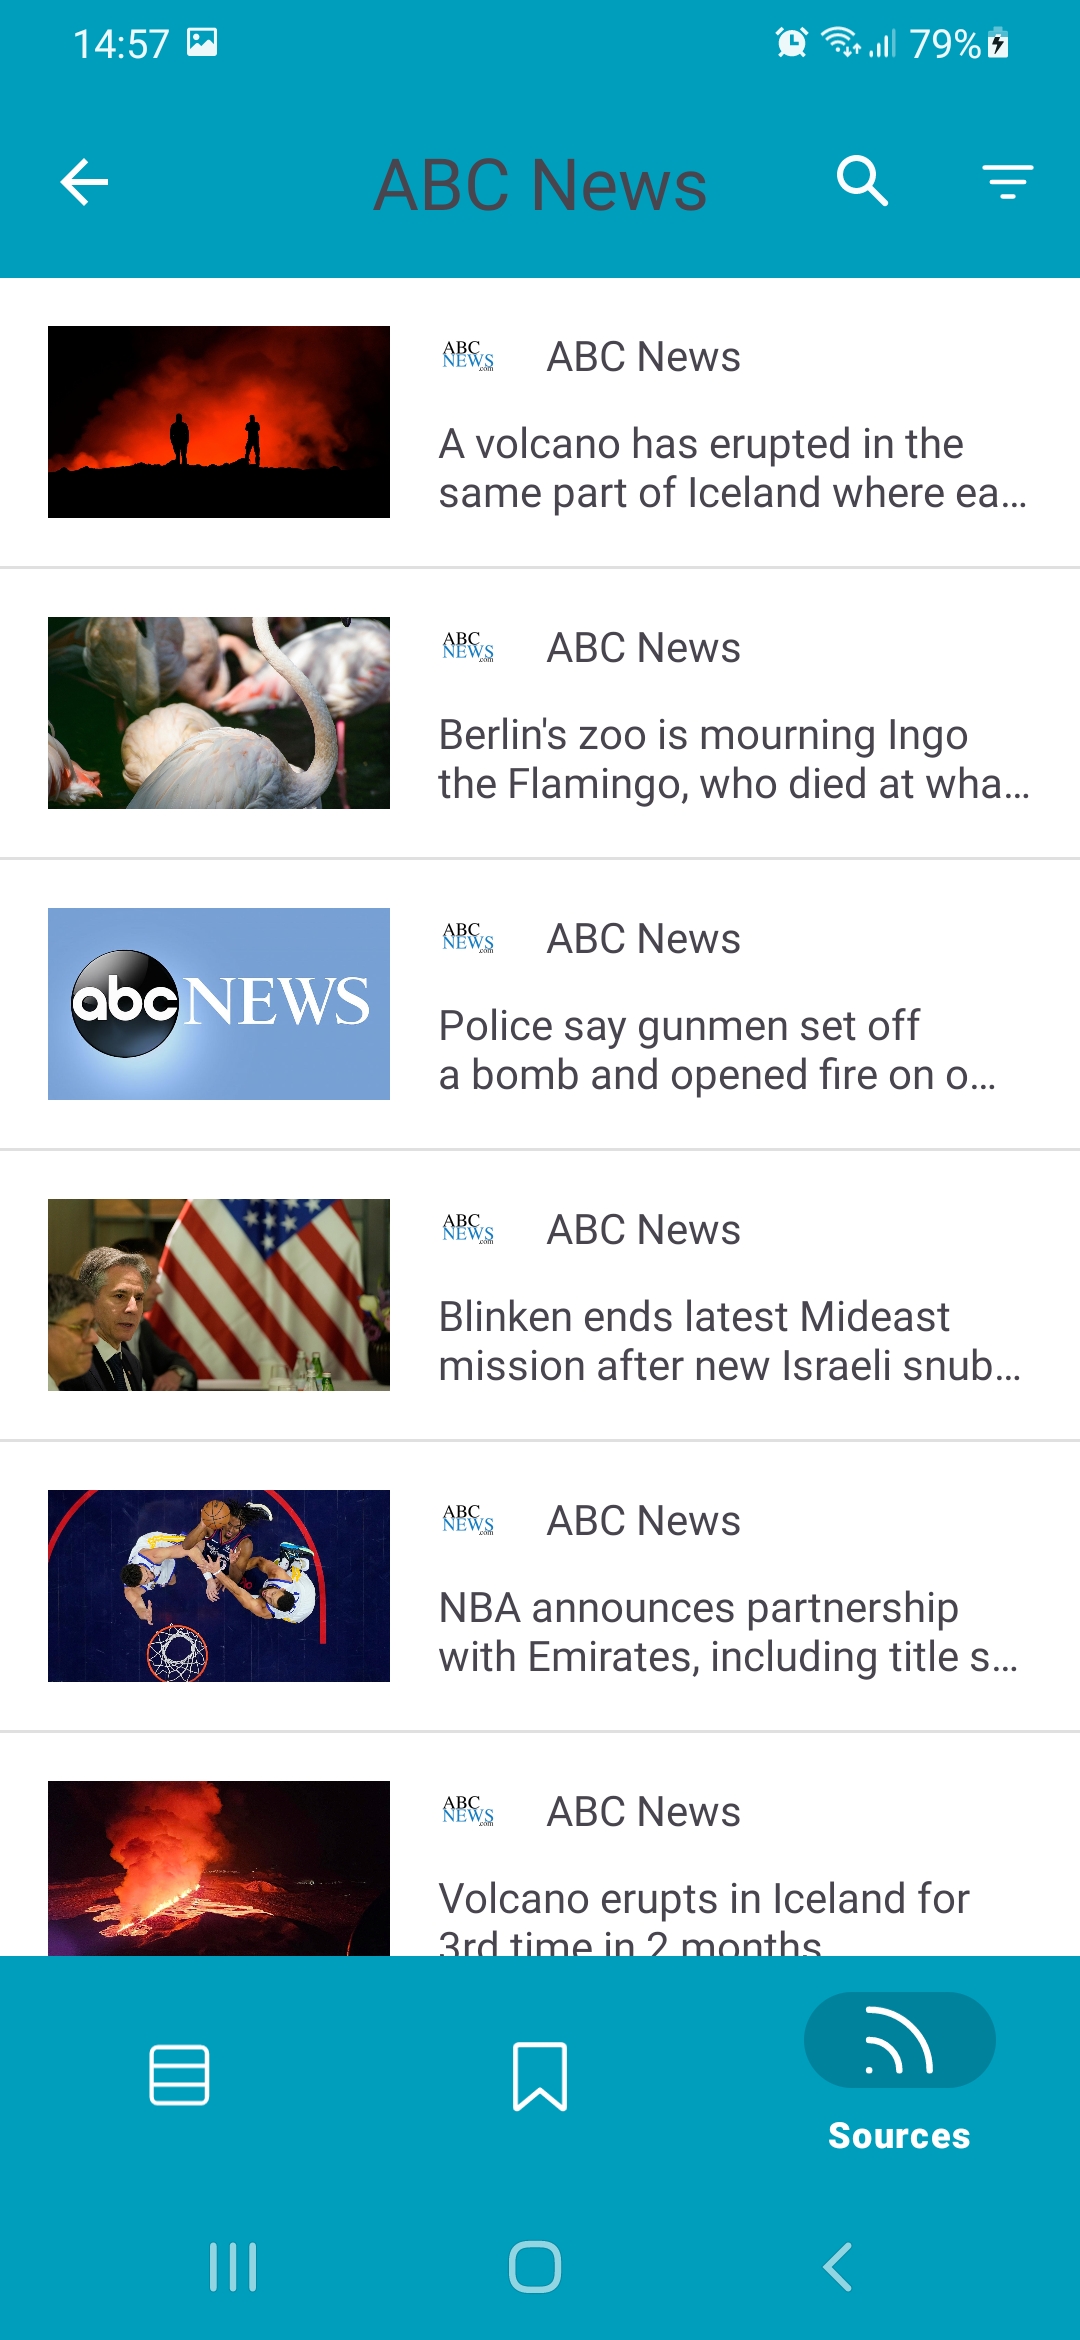 14:57
79%
ABC News
ABC NEWS .com
ABC News
A volcano has erupted in the
same part of Iceland where ea...
ABC NEWS .com
ABC News
Berlin's zoo is mourning Ingo
the Flamingo, who died at wha...
abc NEWS
ABC NEWS .com
ABC News
Police say gunmen set off
a bomb and opened fire on o...
ABC NEWS .com
ABC News
Blinken ends latest Mideast
mission after new Israeli snub...
ABC NEWS .com
ABC News
NBA announces partnership
with Emirates, including title s...
ABC NEWS .com
ABC News
Volcano erupts in Iceland for
3rd time in 2 months
Sources